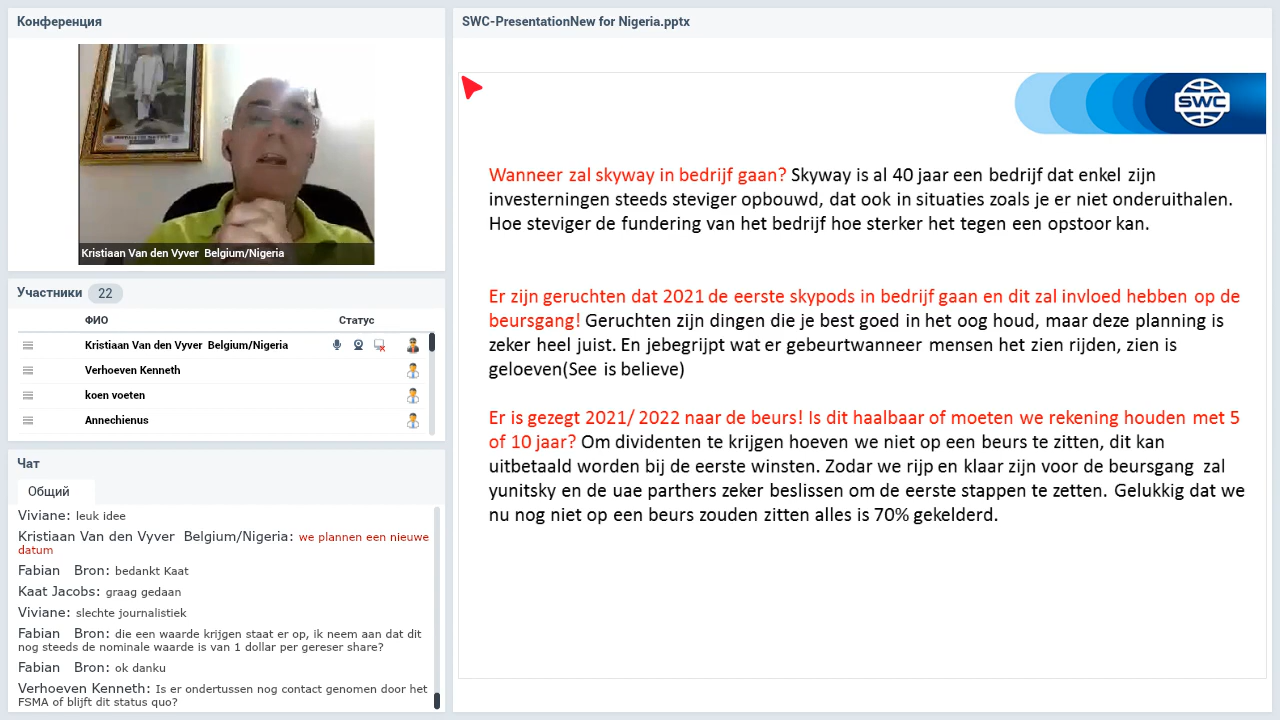 Конференция
Kristiaan Van den Vyver  Belgium/Nigeria
Участники 22
ФИО Статус
Kristiaan Van den Vyver  Belgium/Nigeria
Verhoeven Kenneth
koen voeten
Annechienus
Чат
Общий
Viviane: leuk idee
Kristiaan Van den Vyver  Belgium/Nigeria: we plannen een nieuwe
datum
Fabian   Bron: bedankt Kaat
Kaat Jacobs: graag gedaan
Viviane: slechte journalistiek
Fabian   Bron: die een waarde krijgen staat er op, ik neem aan dat dit
nog steeds de nominale waarde is van 1 dollar per gereser share?
Fabian   Bron: ok danku
Verhoeven Kenneth: Is er ondertussen nog contact genomen door het
FSMA of blijft dit status quo?
SWC-PresentationNew for Nigeria.pptx
SWC
Wanneer zal skyway in bedrijf gaan? Skyway is al 40 jaar een bedrijf dat enkel zijn
investerningen steeds steviger opbouwd, dat ook in situaties zoals je er niet onderuithalen.
Hoe steviger de fundering van het bedrijf hoe sterker het tegen een opstoor kan.
Er zijn geruchten dat 2021 de eerste skypods in bedrijf gaan en dit zal invloed hebben op de
beursgang! Geruchten zijn dingen die je best goed in het oog houd, maar deze planning is
zeker heel juist. En jebegrijpt wat er gebeurtwanneer mensen het zien rijden, zien is
geloeven(See is believe)
Er is gezegt 2021/ 2022 naar de beurs! Is dit haalbaar of moeten we rekening houden met 5
of 10 jaar? Om dividenten te krijgen hoeven we niet op een beurs te zitten, dit kan
uitbetaald worden bij de eerste winsten. Zodar we rijp en klaar zijn voor de beursgang  zal
yunitsky en de uae parthers zeker beslissen om de eerste stappen te zetten. Gelukkig dat we
nu nog niet op een beurs zouden zitten alles is 70% gekelderd.